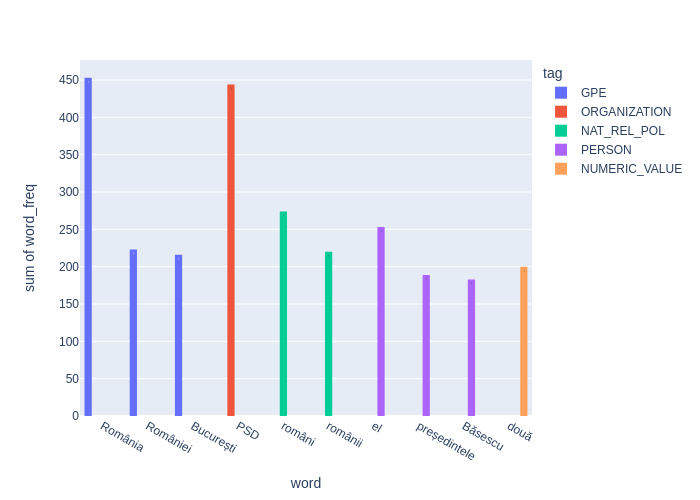 tag
GPE
ORGANIZATION
NAT_REL_POL
PERSON
NUMERIC_VALUE
sum of word_freq
450
400
350
300
250
200
150
100
50
0
România
României
București
PSD
români
românii
el
președintele
Băsescu
două
word